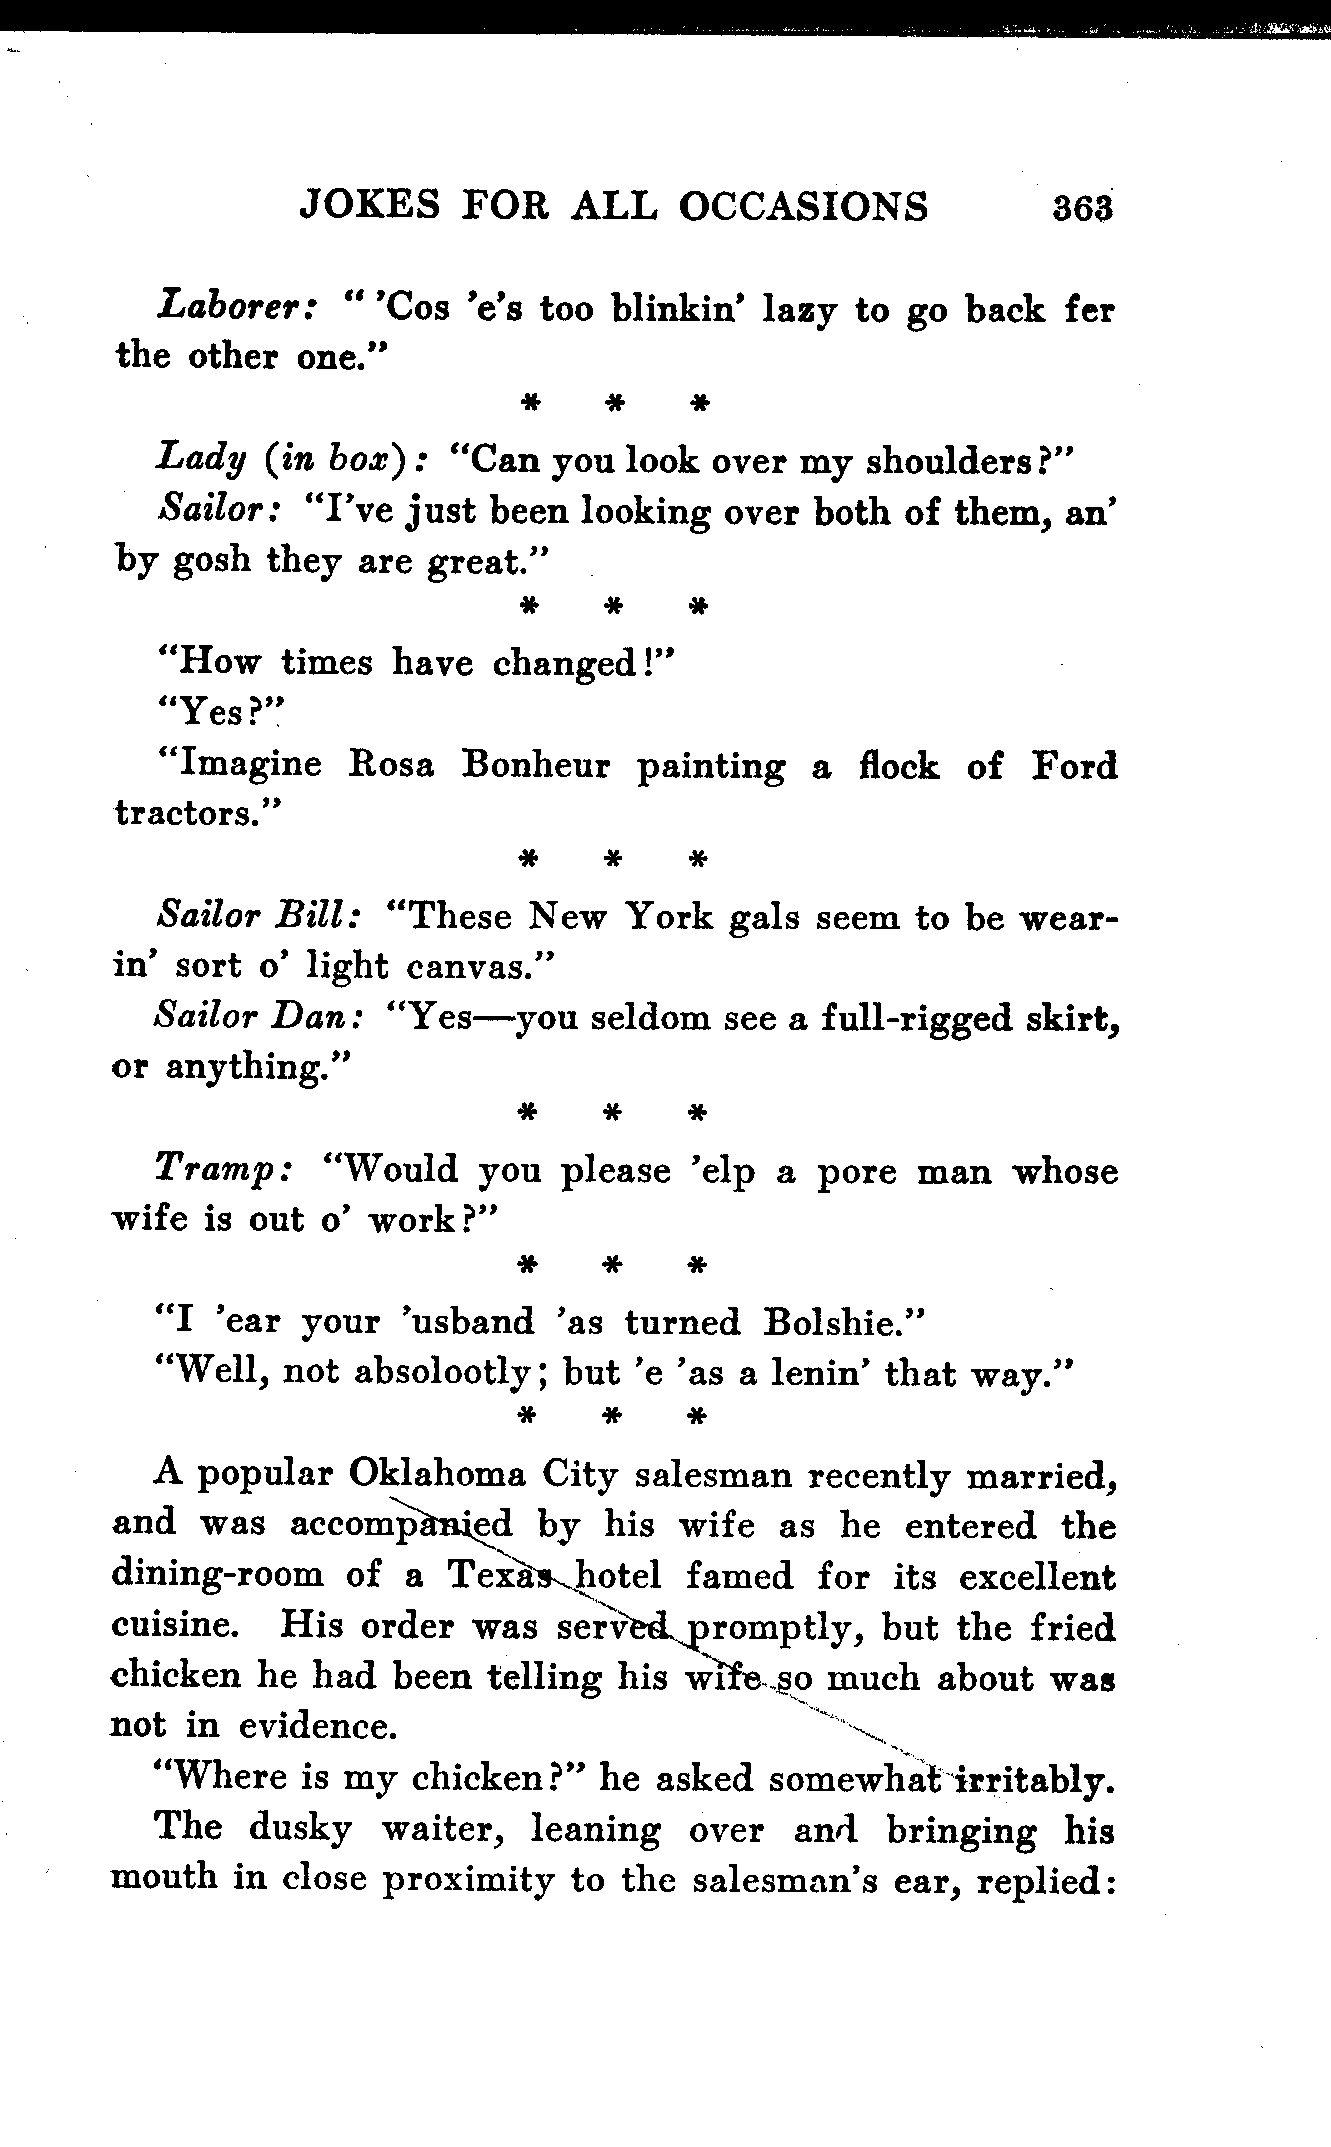 JOKES FOR ALL OCCASIONS 363
Laborer: " 'Cos 'e's too blinkin' lazy to go back fer
the other one."
* * *
Lady (in box): "Can you look over my shoulders?"
Sailor: "I've just been looking over both of them, an'
by gosh they are great."
* * *
"How times have changed!"
"Yes?"
"Imagine Rosa Bonheur painting a flock of Ford
tractors."
* * *
Sailor Bill: "These New York gals seem to be wear-
in' sort o' light canvas."
Sailor Dan: "Yes—you seldom see a full-rigged skirt,
or anything."
* * *
Tramp: "Would you please 'elp a pore man whose
wife is out o' work?"
* * *
"I 'ear your 'usband 'as turned Bolshie."
"Well, not absolootly; but 'e 'as a lenin' that way."
* * *
A popular Oklahoma City salesman recently married,
and was accompanied by his wife as he entered the
dining-room of a Texas hotel famed for its excellent
cuisine. His order was served promptly, but the fried
chicken he had been telling his wife so much about was
not in evidence.
"Where is my chicken?" he asked somewhat irritably.
The dusky waiter, leaning over and bringing his
mouth in close proximity to the salesman's ear, replied: